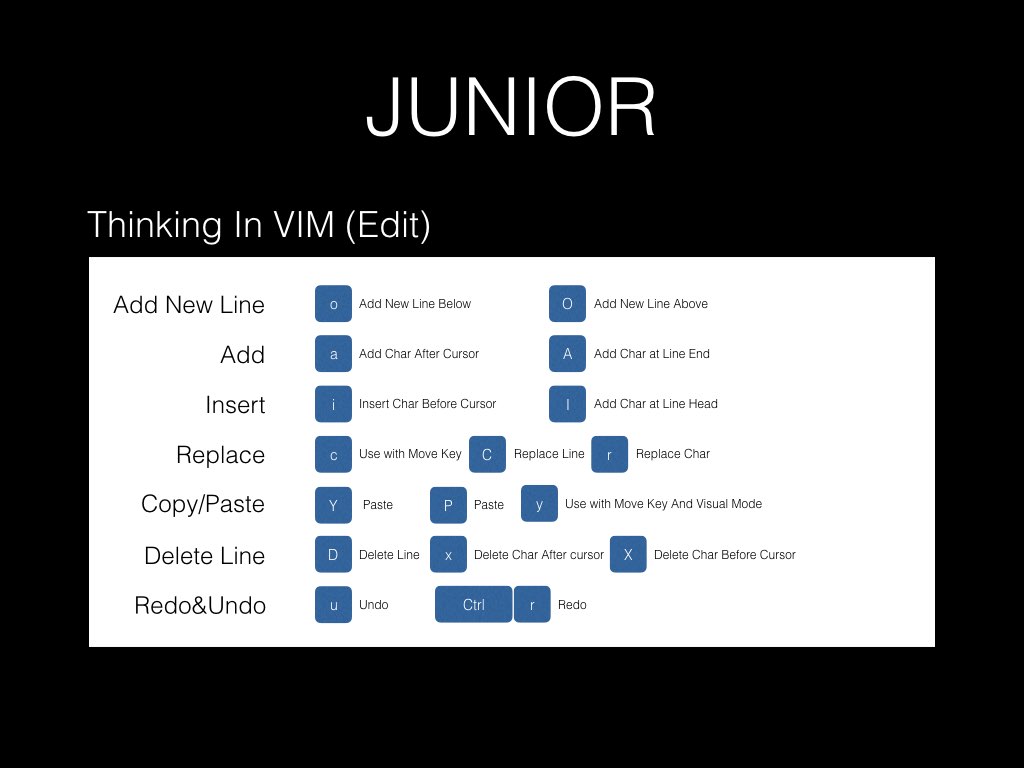 JUNIOR
Thinking In VIM (Edit)
Add New Line o Add New Line Below O Add New Line Above
Add a Add Char After Cursor A Add Char at Line End
Insert i Insert Char Before Cursor I Add Char at Line Head
Replace c Use with Move Key C Replace Line r Replace Char
Copy/Paste Y Paste P Paste y Use with Move Key And Visual Mode
Delete Line D Delete Line x Delete Char After cursor X Delete Char Before Cursor
Redo&Undo u Undo Ctrl r Redo